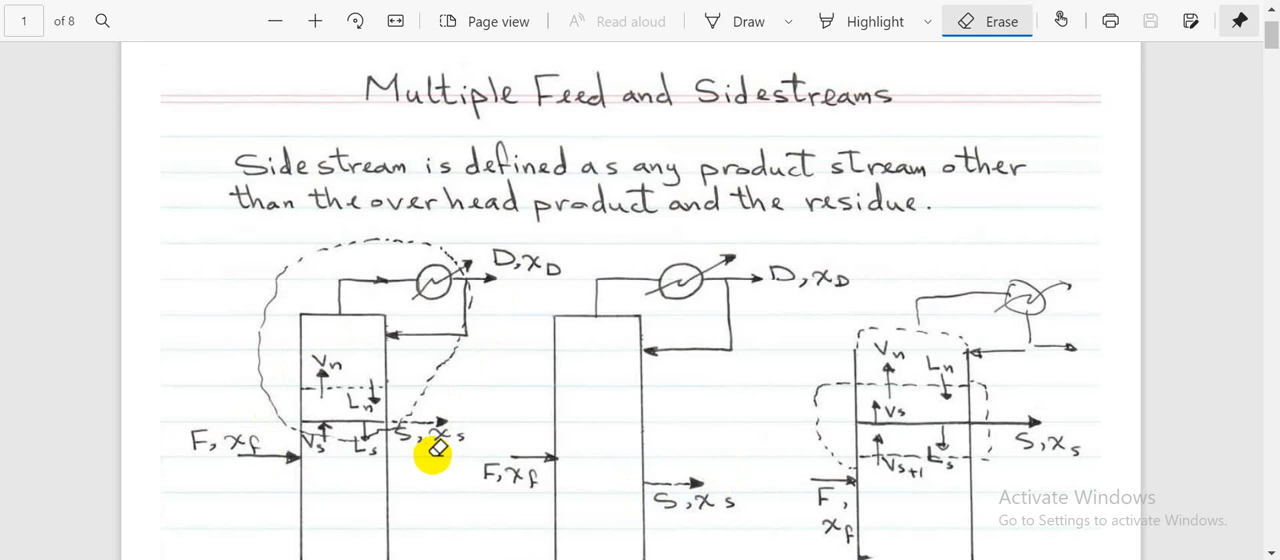 1 of 8 Page view Read aloud Draw Highlight Erase
Multiple Feed and Sidestreams
Sidestream is defined as any product stream other
than the overhead product and the residue.
D, xD
D, xD
Vn
Ln
F, xf
Vs
Ls
S, xs
F, xf
S, xs
Vn
Ln
Vs
Vs+1
Ls
S, xs
F,
xf
Activate Windows
Go to Settings to activate Windows.